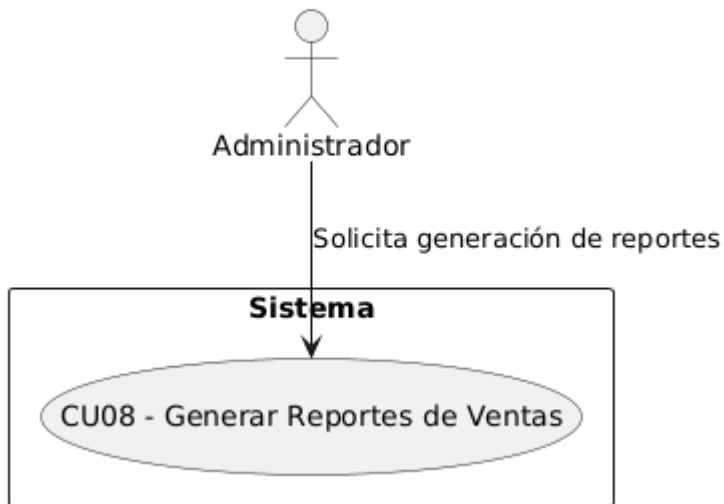 Administrador
Solicita generación de reportes
Sistema
CU08 - Generar Reportes de Ventas